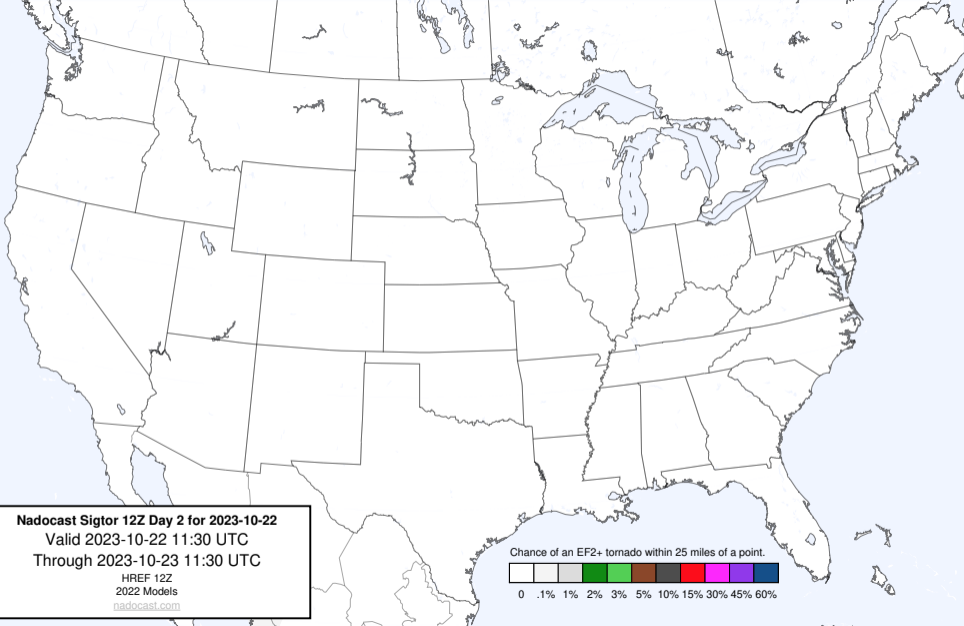 Nadocast Sigtor 12Z Day 2 for 2023-10-22
Valid 2023-10-22 11:30 UTC
Through 2023-10-23 11:30 UTC
HREF 12Z
2022 Models
nadocast.com
Chance of an EF2+ tornado within 25 miles of a point.
0 .1% 1% 2% 3% 5% 10% 15% 30% 45% 60%